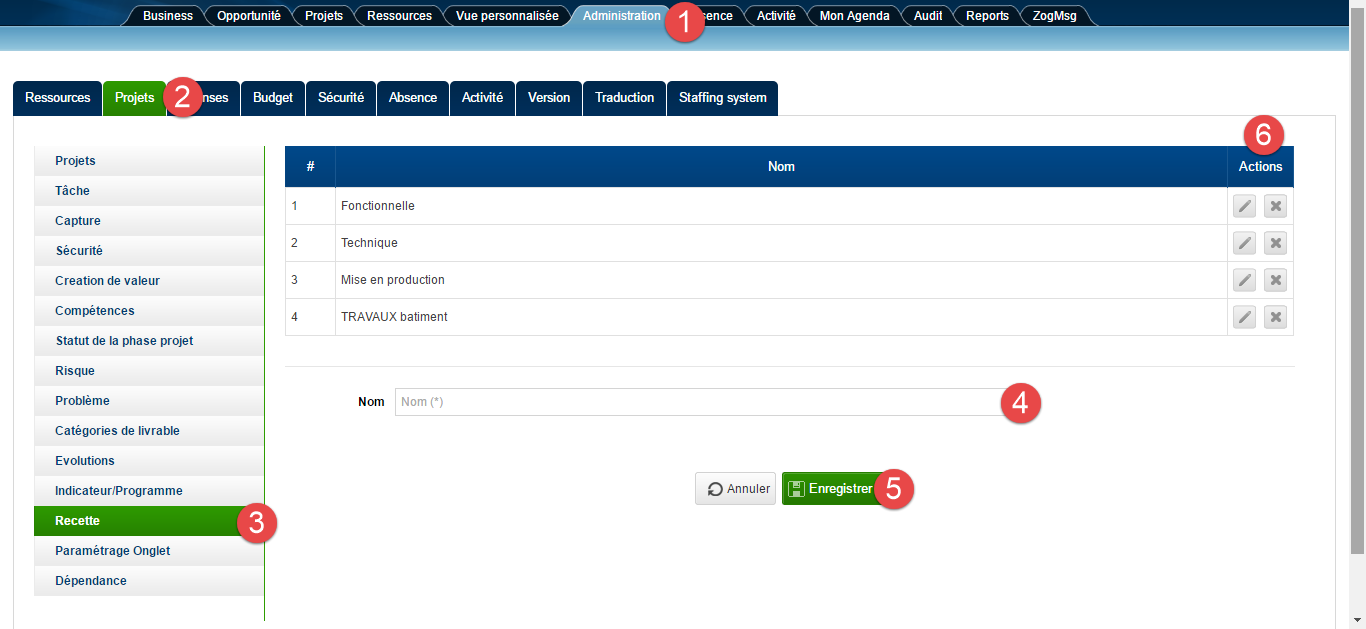 Business Opportunité Projets Ressources Vue personnalisée Administration 1 ence Activité Mon Agenda Audit Reports ZogMsg
Ressources Projets 2 nses Budget Sécurité Absence Activité Version Traduction Staffing system
6
# Nom Actions
1 Fonctionnelle
2 Technique
3 Mise en production
4 TRAVAUX batiment
Projets
Tâche
Capture
Sécurité
Creation de valeur
Compétences
Statut de la phase projet
Risque
Problème
Catégories de livrable
Evolutions
Indicateur/Programme
Recette 3
Paramétrage Onglet
Dépendance
Nom Nom (*) 4
Annuler Enregistrer 5